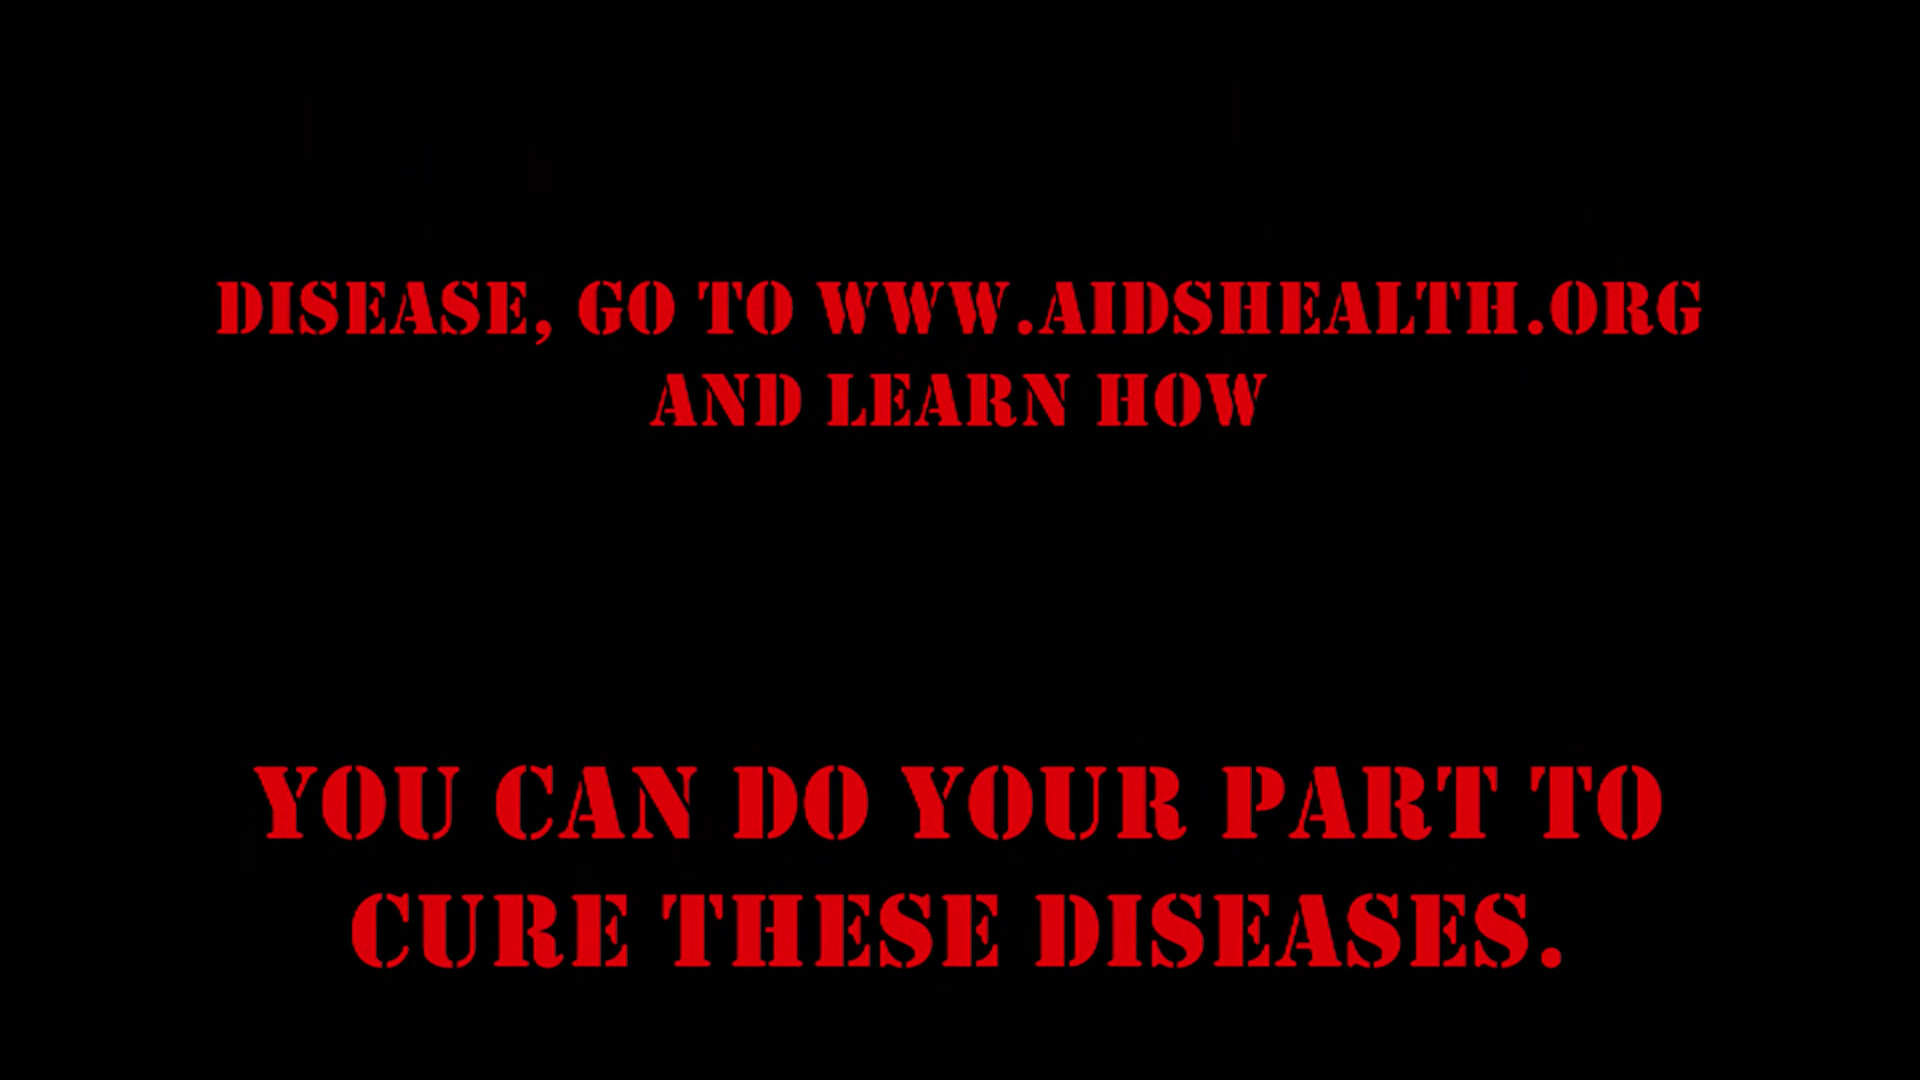 DISEASE, GO TO WWW.AIDSHEALTH.ORG
AND LEARN HOW
YOU CAN DO YOUR PART TO
CURE THESE DISEASES.